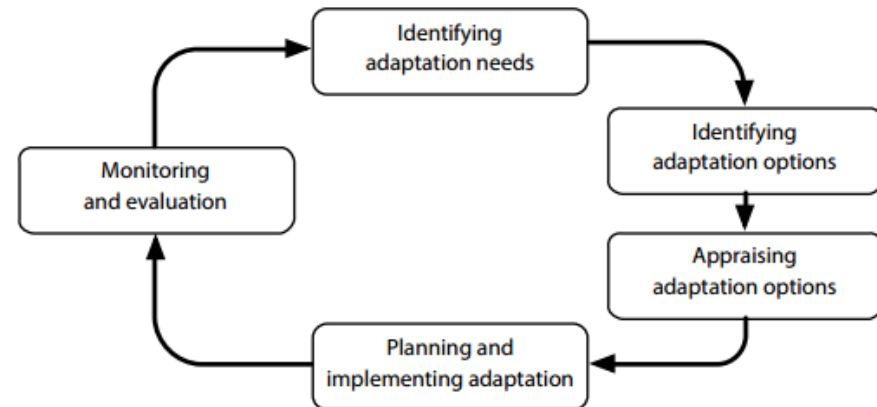 Identifying
adaptation needs
Identifying
adaptation options
Appraising
adaptation options
Planning and
implementing adaptation
Monitoring
and evaluation